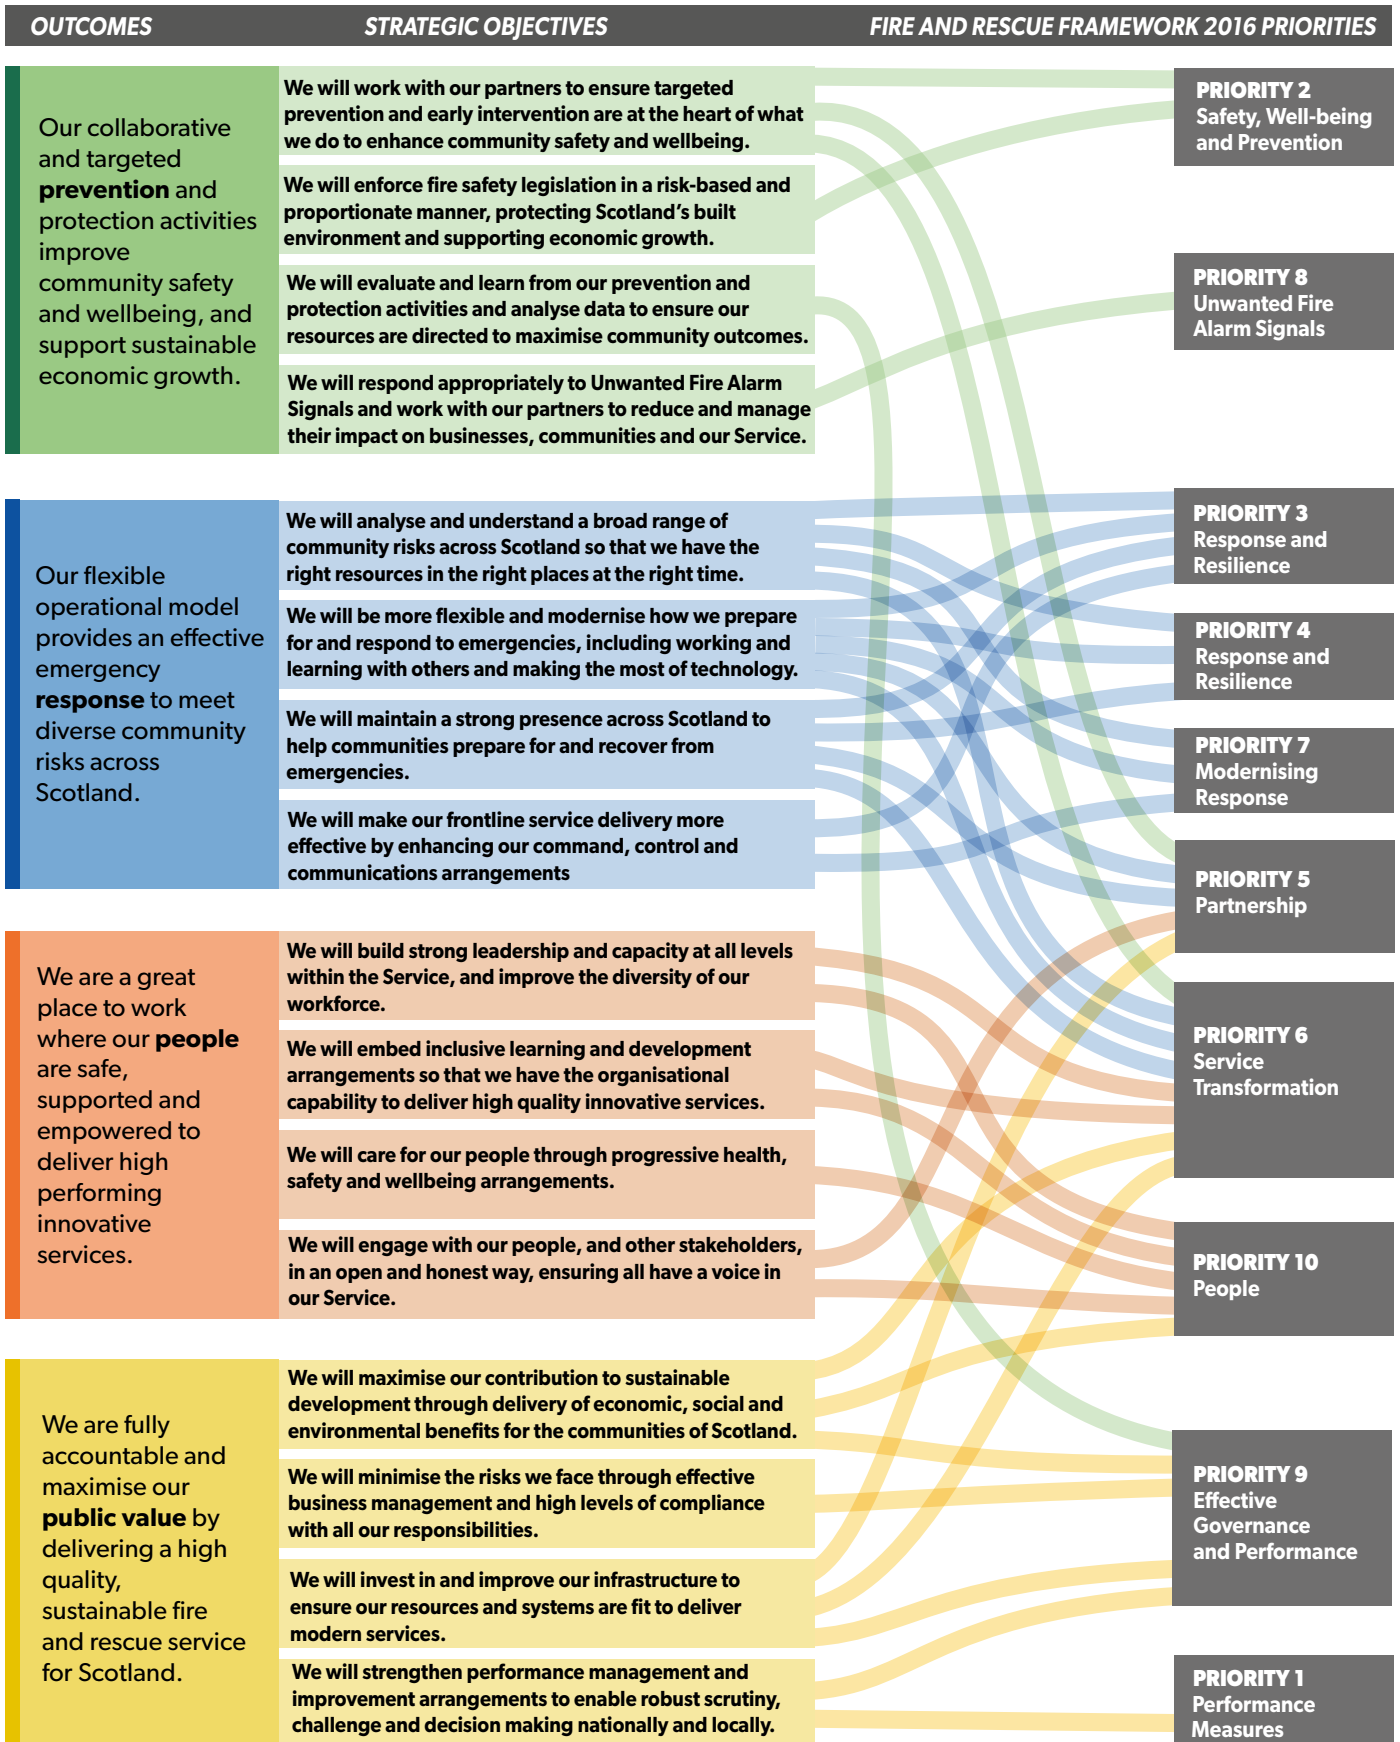 OUTCOMES
STRATEGIC OBJECTIVES
FIRE AND RESCUE FRAMEWORK 2016 PRIORITIES
Our collaborative
and targeted
prevention and
protection activities
improve
community safety
and wellbeing, and
support sustainable
economic growth.
We will work with our partners to ensure targeted
prevention and early intervention are at the heart of what
we do to enhance community safety and wellbeing.
We will enforce fire safety legislation in a risk-based and
proportionate manner, protecting Scotland's built
environment and supporting economic growth.
We will evaluate and learn from our prevention and
protection activities and analyse data to ensure our
resources are directed to maximise community outcomes.
We will respond appropriately to Unwanted Fire Alarm
Signals and work with our partners to reduce and manage
their impact on businesses, communities and our Service.
Our flexible
operational model
provides an effective
emergency
response to meet
diverse community
risks across
Scotland.
We will analyse and understand a broad range of
community risks across Scotland so that we have the
right resources in the right places at the right time.
We will be more flexible and modernise how we prepare
for and respond to emergencies, including working and
learning with others and making the most of technology.
We will maintain a strong presence across Scotland to
help communities prepare for and recover from
emergencies.
We will make our frontline service delivery more
effective by enhancing our command, control and
communications arrangements
We are a great
place to work
where our people
are safe,
supported and
empowered to
deliver high
performing
innovative
services.
We will build strong leadership and capacity at all levels
within the Service, and improve the diversity of our
workforce.
We will embed inclusive learning and development
arrangements so that we have the organisational
capability to deliver high quality innovative services.
We will care for our people through progressive health,
safety and wellbeing arrangements.
We will engage with our people, and other stakeholders,
in an open and honest way, ensuring all have a voice in
our Service.
We are fully
accountable and
maximise our
public value by
delivering a high
quality,
sustainable fire
and rescue service
for Scotland.
We will maximise our contribution to sustainable
development through delivery of economic, social and
environmental benefits for the communities of Scotland.
We will minimise the risks we face through effective
business management and high levels of compliance
with all our responsibilities.
We will invest in and improve our infrastructure to
ensure our resources and systems are fit to deliver
modern services.
We will strengthen performance management and
improvement arrangements to enable robust scrutiny,
challenge and decision making nationally and locally.
PRIORITY 2
Safety, Well-being
and Prevention
PRIORITY 8
Unwanted Fire
Alarm Signals
PRIORITY 3
Response and
Resilience
PRIORITY 4
Response and
Resilience
PRIORITY 7
Modernising
Response
PRIORITY 5
Partnership
PRIORITY 6
Service
Transformation
PRIORITY 10
People
PRIORITY 9
Effective
Governance
and Performance
PRIORITY 1
Performance
Measures